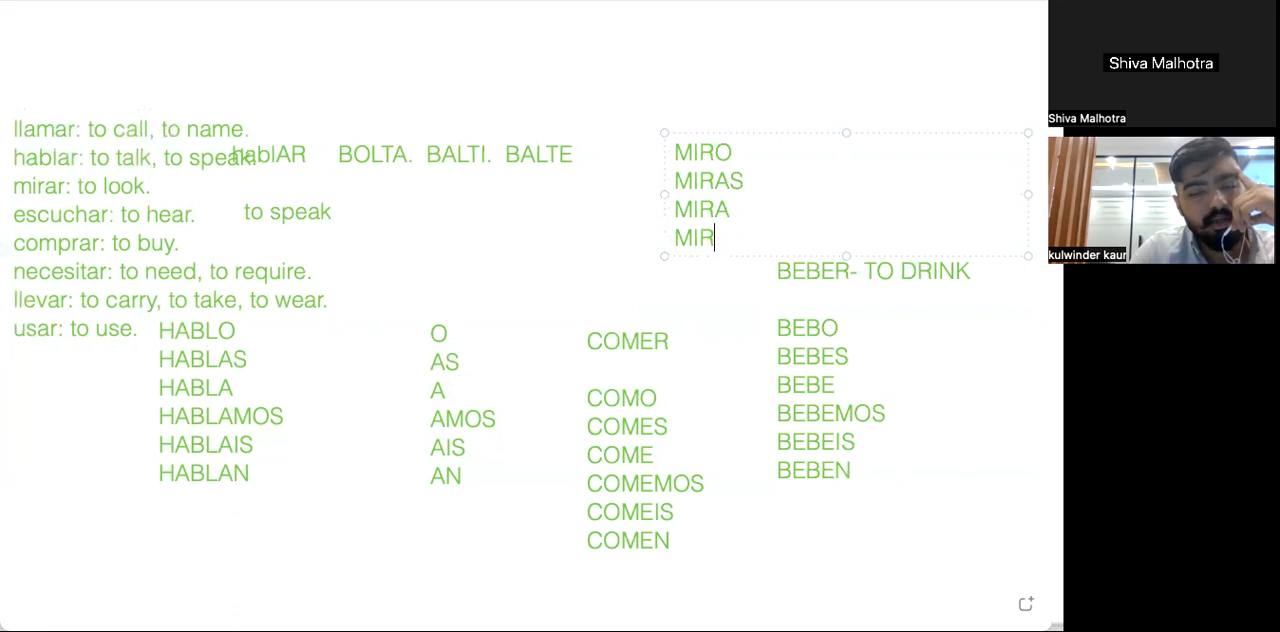 llamar: to call, to name.
hablar: to talk, to speak.
mirar: to look.
escuchar: to hear.
comprar: to buy.
necesitar: to need, to require.
llevar: to carry, to take, to wear.
usar: to use.
hablAR
BOLTA. BALTI. BALTE
to speak
HABLO
HABLAS
HABLA
HABLAMOS
HABLAIS
HABLAN
O
AS
A
AMOS
AIS
AN
COMER
COMO
COMES
COME
COMEMOS
COMEIS
COMEN
MIRO
MIRAS
MIRA
MIR
BEBER- TO DRINK
BEBO
BEBES
BEBE
BEBEMOS
BEBEIS
BEBEN
Shiva Malhotra
Shiva Malhotra
kulwinder kaur